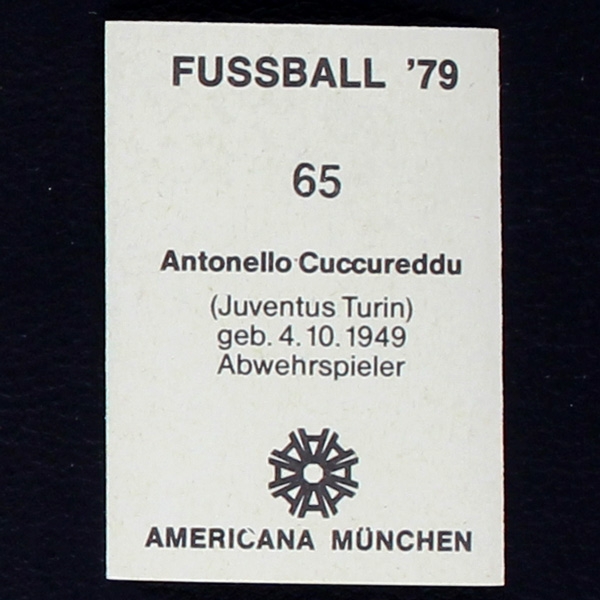 FUSSBALL ’79
65
Antonello Cuccureddu
(Juventus Turin)
geb. 4.10.1949
Abwehrspieler
AMERICANA MÜNCHEN